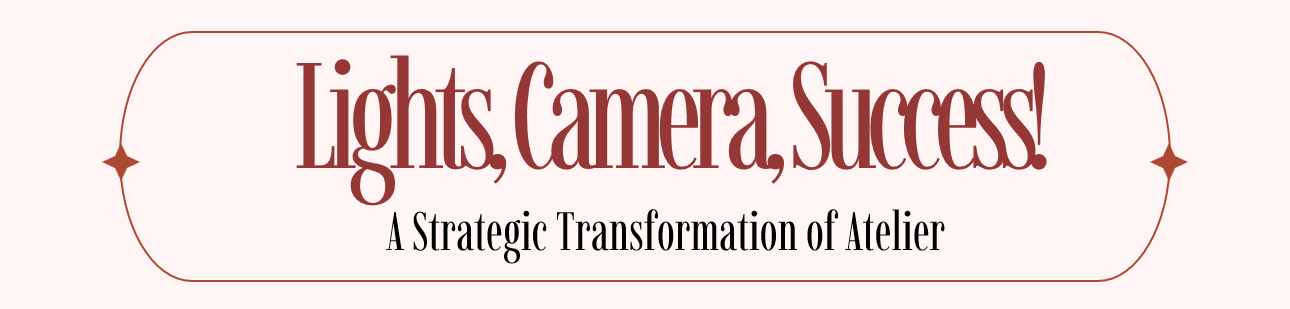 Lights, Camera, Success!
A Strategic Transformation of Atelier